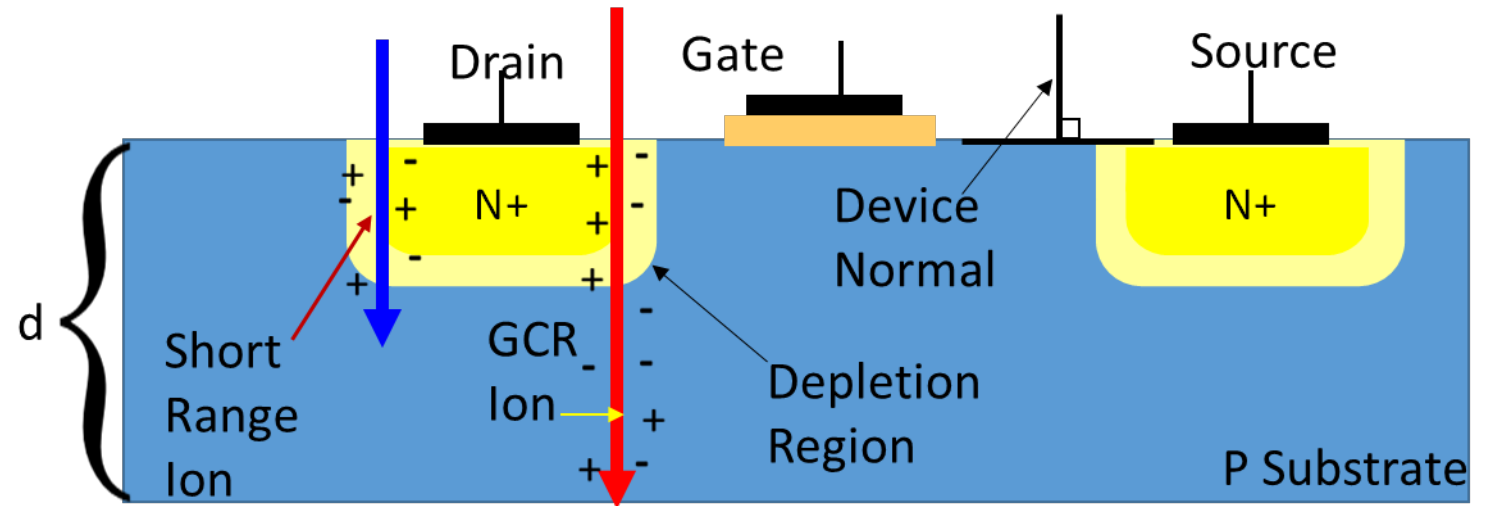 Drain
Gate
Source
+
-
+
-
-
+
-
+
N+
+
-
N+
-
+
+
Device
Normal
-
d
Short
Range
Ion
GCR
Ion
-
-
+
+
-
Depletion
Region
P Substrate